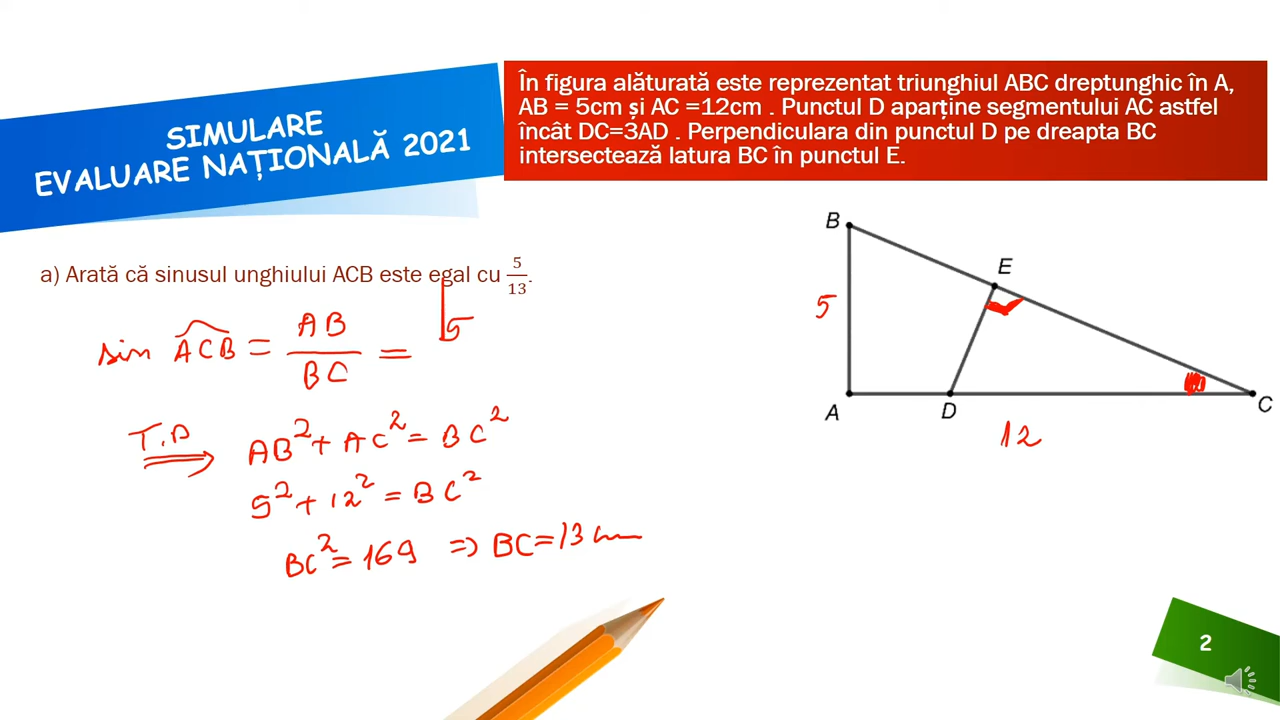 SIMULARE
EVALUARE NAȚIONALĂ 2021
În figura alăturată este reprezentat triunghiul ABC dreptunghic în A,
AB = 5cm și AC =12cm . Punctul D aparține segmentului AC astfel
încât DC=3AD . Perpendiculara din punctul D pe dreapta BC
intersectează latura BC în punctul E.
a) Arată că sinusul unghiului ACB este egal cu 5/13.
sin ACB = AB/BC = 5
T.P ⇒ AB² + AC² = BC²
5² + 12² = BC²
BC² = 169 ⇒ BC = 13 cm
B
E
5
A
D
C
12
2